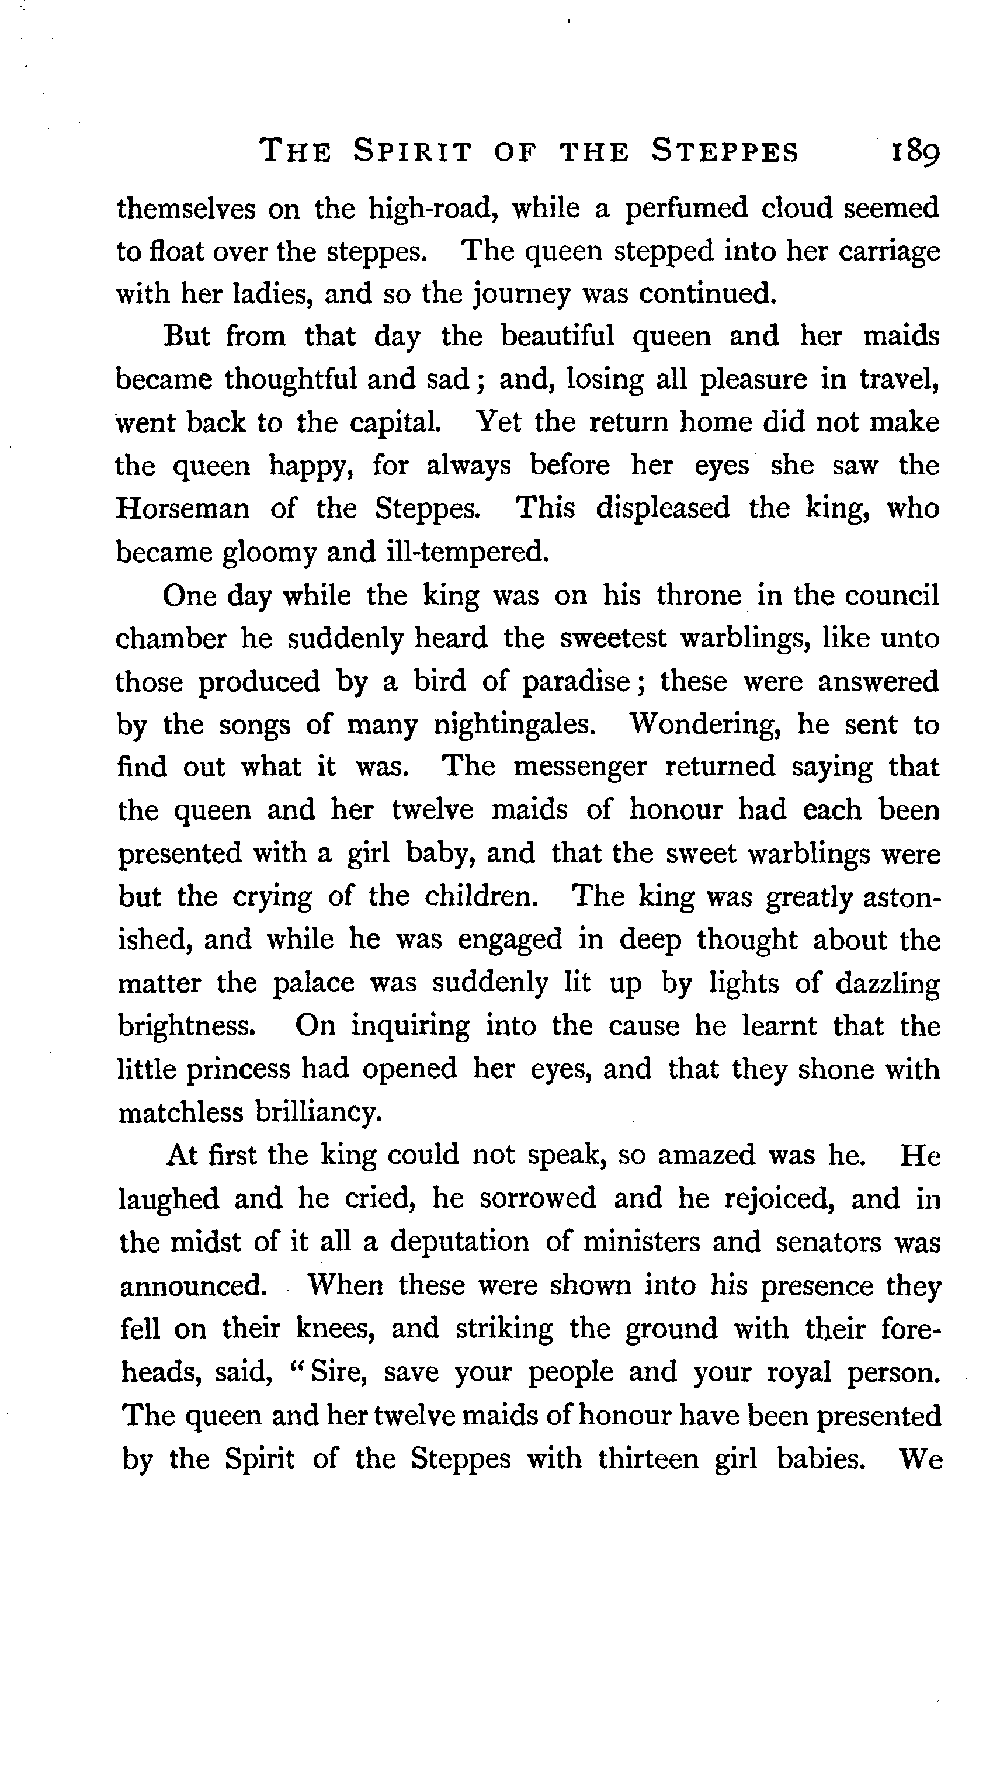 THE SPIRIT OF THE STEPPES 189
themselves on the high-road, while a perfumed cloud seemed
to float over the steppes. The queen stepped into her carriage
with her ladies, and so the journey was continued.
But from that day the beautiful queen and her maids
became thoughtful and sad; and, losing all pleasure in travel,
went back to the capital. Yet the return home did not make
the queen happy, for always before her eyes she saw the
Horseman of the Steppes. This displeased the king, who
became gloomy and ill-tempered.
One day while the king was on his throne in the council
chamber he suddenly heard the sweetest warblings, like unto
those produced by a bird of paradise; these were answered
by the songs of many nightingales. Wondering, he sent to
find out what it was. The messenger returned saying that
the queen and her twelve maids of honour had each been
presented with a girl baby, and that the sweet warblings were
but the crying of the children. The king was greatly aston-
ished, and while he was engaged in deep thought about the
matter the palace was suddenly lit up by lights of dazzling
brightness. On inquiring into the cause he learnt that the
little princess had opened her eyes, and that they shone with
matchless brilliancy.
At first the king could not speak, so amazed was he. He
laughed and he cried, he sorrowed and he rejoiced, and in
the midst of it all a deputation of ministers and senators was
announced. When these were shown into his presence they
fell on their knees, and striking the ground with their fore-
heads, said, "Sire, save your people and your royal person.
The queen and her twelve maids of honour have been presented
by the Spirit of the Steppes with thirteen girl babies. We